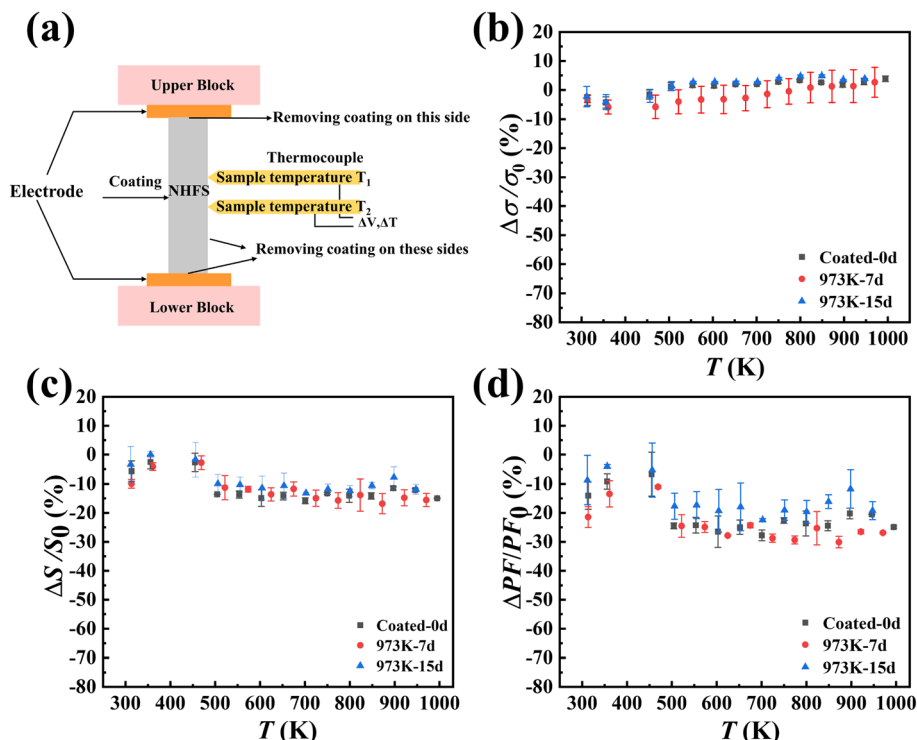 (a)
Upper Block
Removing coating on this side
Thermocouple
Coating
Sample temperature T1
Electrode
NHFS
Sample temperature T2
ΔV,ΔT
Removing coating on these sides
Lower Block
(b)
20
10
0
-10
-20
-30
-40
-50
-60
-70
-80
Δσ/σ0 (%)
Coated-0d
973K-7d
973K-15d
300 400 500 600 700 800 900 1000
T (K)
(c)
20
10
0
-10
-20
-30
-40
-50
-60
-70
-80
ΔS/S0 (%)
Coated-0d
973K-7d
973K-15d
300 400 500 600 700 800 900 1000
T (K)
(d)
20
10
0
-10
-20
-30
-40
-50
-60
-70
-80
ΔPF/PF0 (%)
Coated-0d
973K-7d
973K-15d
300 400 500 600 700 800 900 1000
T (K)